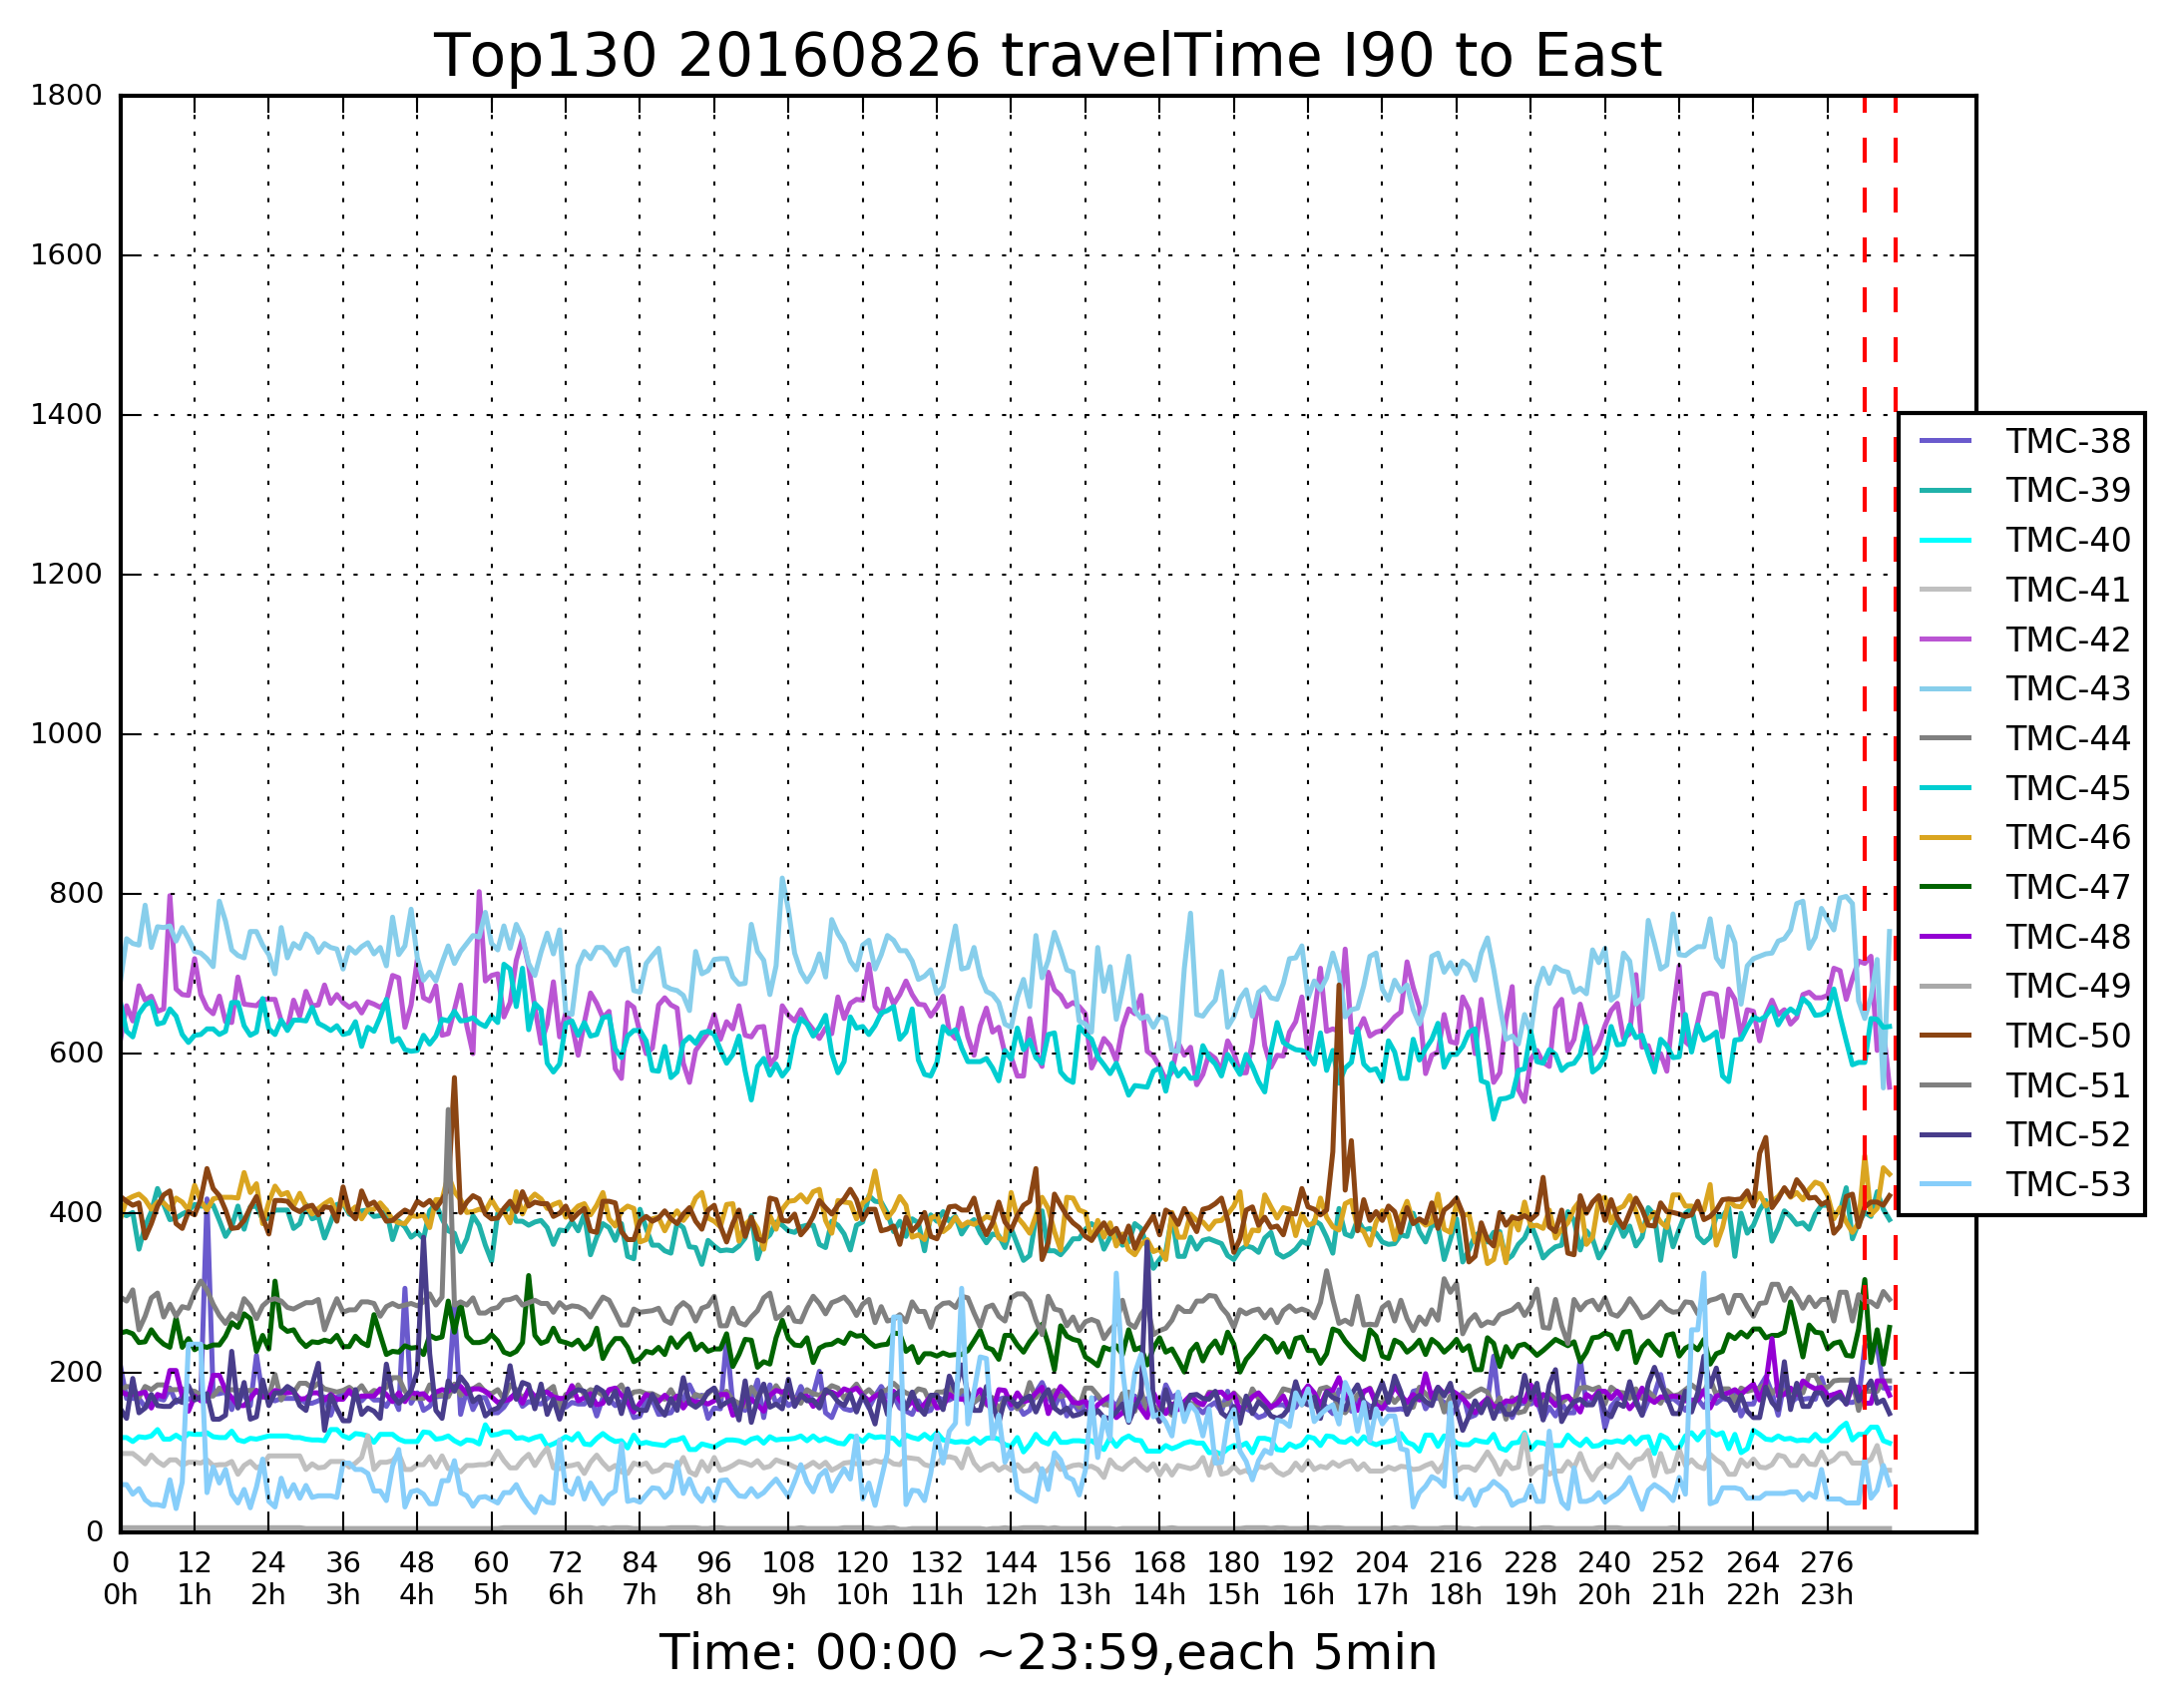 Top130 20160826 travelTime I90 to East
1800
1600
1400
1200
1000
800
600
400
200
0
TMC-38
TMC-39
TMC-40
TMC-41
TMC-42
TMC-43
TMC-44
TMC-45
TMC-46
TMC-47
TMC-48
TMC-49
TMC-50
TMC-51
TMC-52
TMC-53
0 12 24 36 48 60 72 84 96 108 120 132 144 156 168 180 192 204 216 228 240 252 264 276
0h 1h 2h 3h 4h 5h 6h 7h 8h 9h 10h 11h 12h 13h 14h 15h 16h 17h 18h 19h 20h 21h 22h 23h
Time: 00:00 ~23:59,each 5min